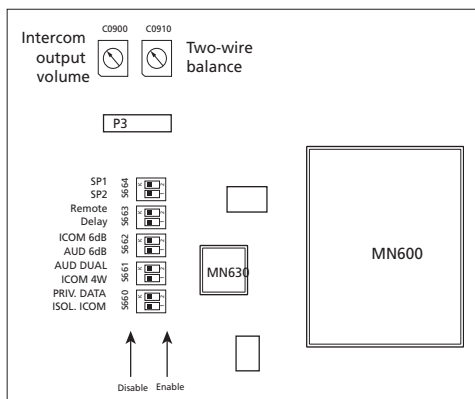 C0900
C0910
Intercom
output
volume
Two-wire
balance
P3
SP1
SP2
S664
Remote
Delay
S663
ICOM 6dB
AUD 6dB
S662
AUD DUAL
ICOM 4W
S661
PRIV. DATA
ISOL. ICOM
S660
MN630
MN600
Disable
Enable